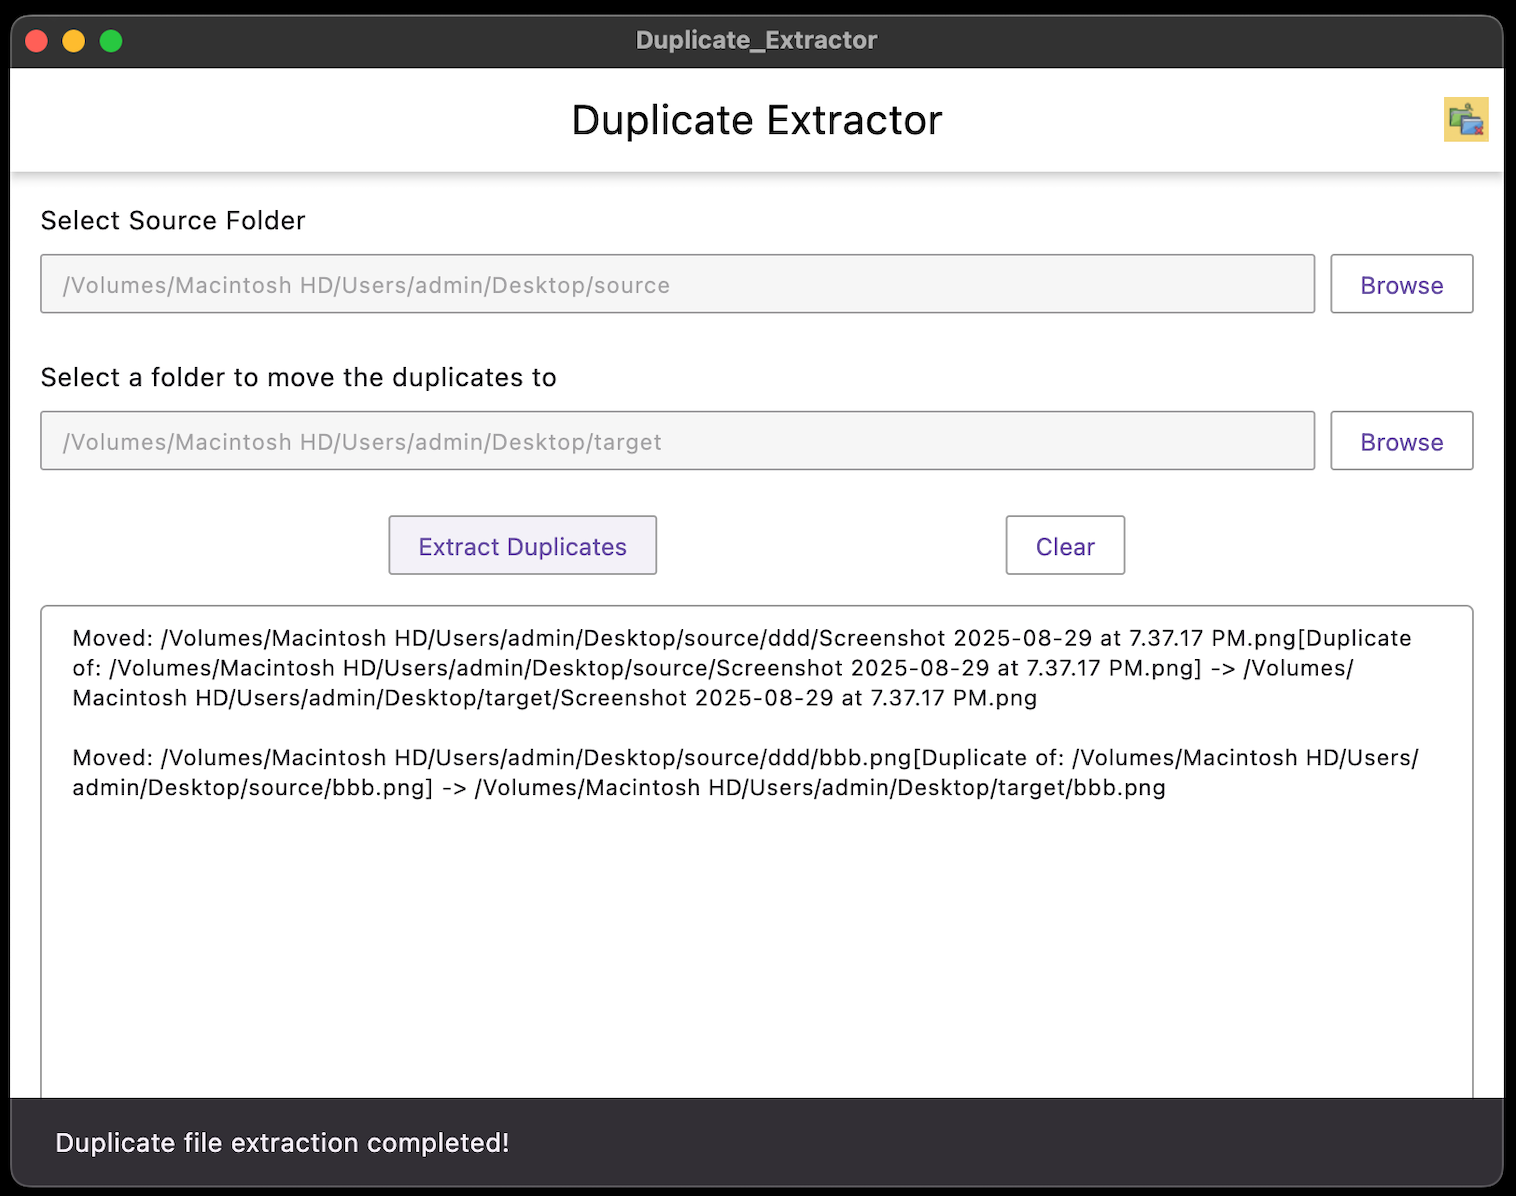 Duplicate_Extractor
Duplicate Extractor
Select Source Folder
/Volumes/Macintosh HD/Users/admin/Desktop/source
Browse
Select a folder to move the duplicates to
/Volumes/Macintosh HD/Users/admin/Desktop/target
Browse
Extract Duplicates
Clear
Moved: /Volumes/Macintosh HD/Users/admin/Desktop/source/ddd/Screenshot 2025-08-29 at 7.37.17 PM.png[Duplicate
of: /Volumes/Macintosh HD/Users/admin/Desktop/source/Screenshot 2025-08-29 at 7.37.17 PM.png] -> /Volumes/
Macintosh HD/Users/admin/Desktop/target/Screenshot 2025-08-29 at 7.37.17 PM.png
Moved: /Volumes/Macintosh HD/Users/admin/Desktop/source/ddd/bbb.png[Duplicate of: /Volumes/Macintosh HD/Users/
admin/Desktop/source/bbb.png] -> /Volumes/Macintosh HD/Users/admin/Desktop/target/bbb.png
Duplicate file extraction completed!